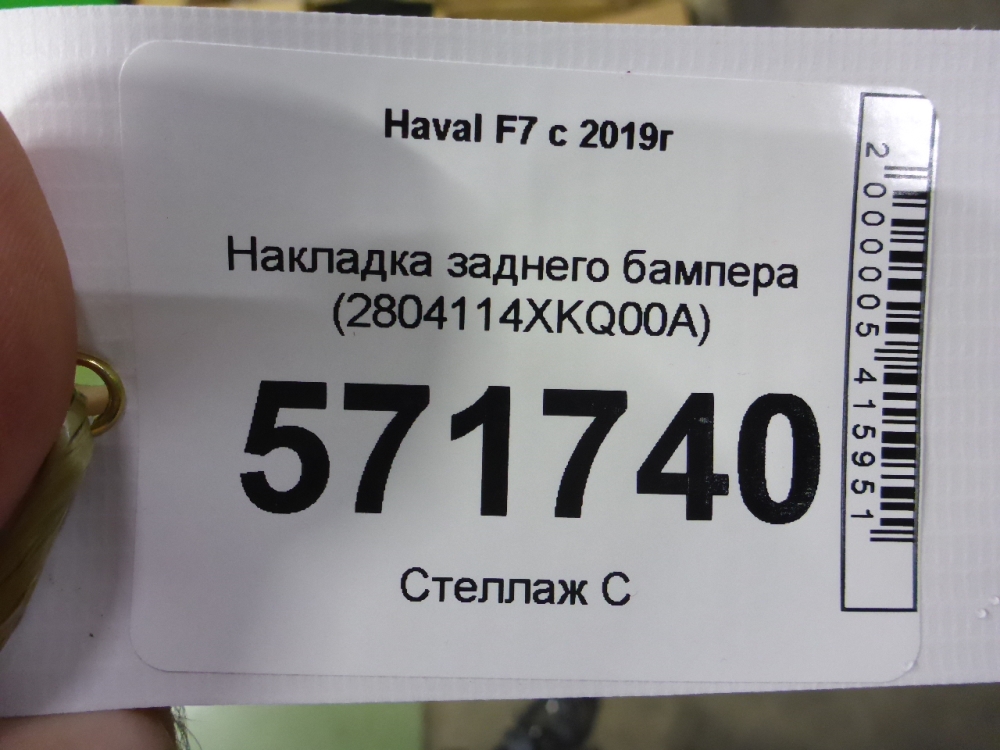 Haval F7 с 2019г
Накладка заднего бампера
(2804114XKQ00A)
571740
Стеллаж С
2000005415951